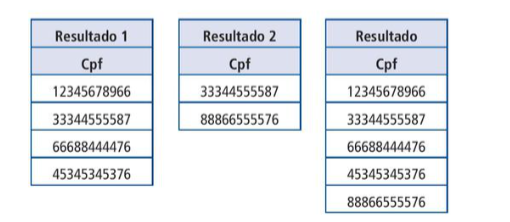 Resultado 1
Cpf
12345678966
33344555587
66688444476
45345345376
Resultado 2
Cpf
33344555587
88866555576
Resultado
Cpf
12345678966
33344555587
66688444476
45345345376
88866555576